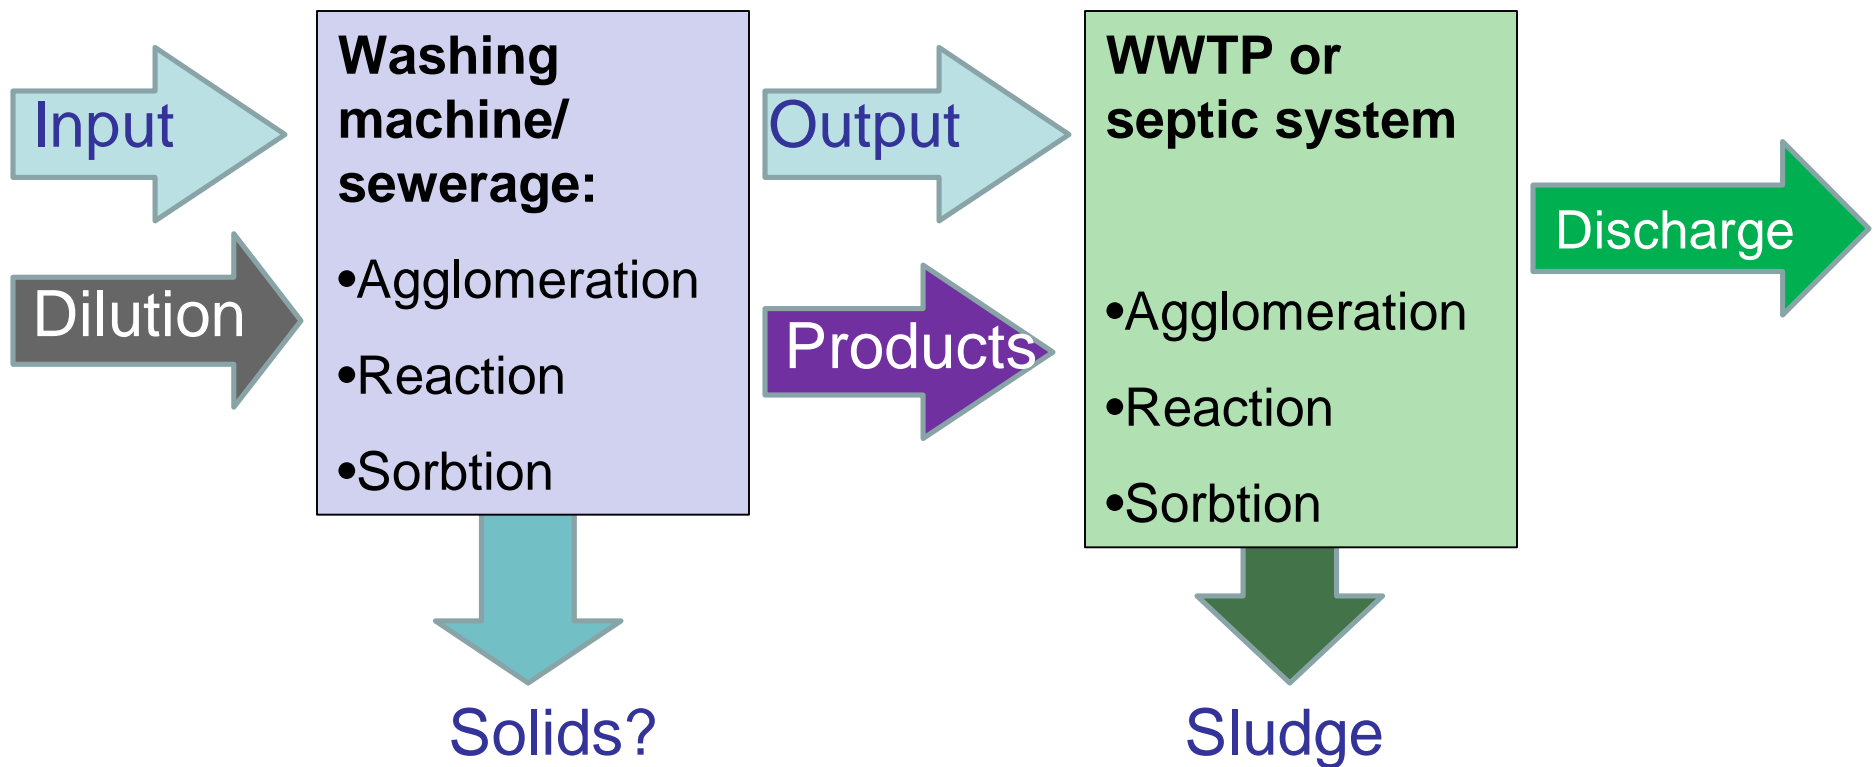 Input
Dilution
Washing
machine/
sewerage:
•Agglomeration
•Reaction
•Sorbtion
Solids?
Output
Products
WWTP or
septic system
•Agglomeration
•Reaction
•Sorbtion
Sludge
Discharge